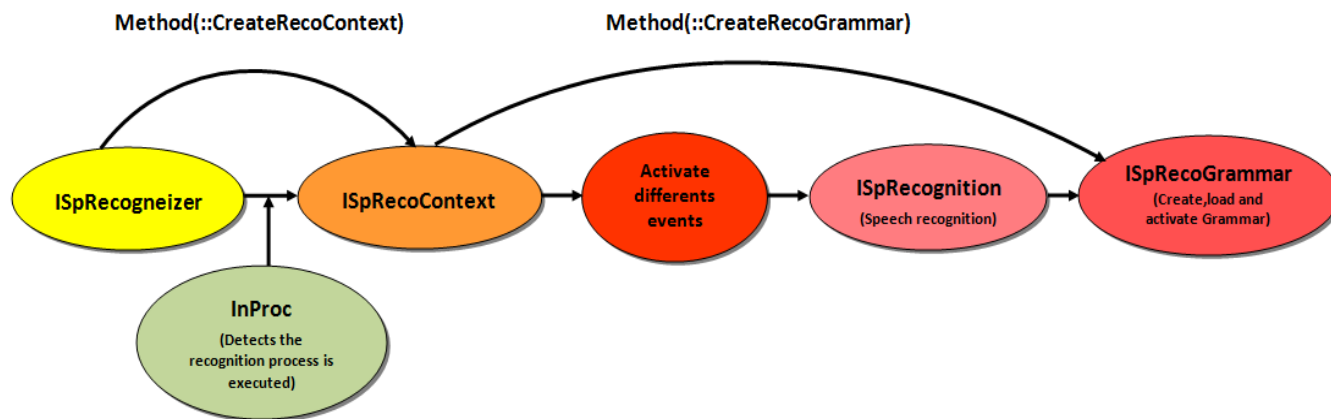 Method(::CreateRecoContext)
Method(::CreateRecoGrammar)
ISpRecogneizer
ISpRecoContext
Activate
differents
events
ISpRecognition
(Speech recognition)
ISpRecoGrammar
(Create,load and
activate Grammar)
InProc
(Detects the
recognition process is
executed)